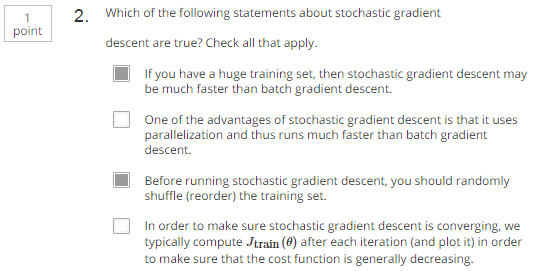 1
point
2. Which of the following statements about stochastic gradient
descent are true? Check all that apply.
If you have a huge training set, then stochastic gradient descent may
be much faster than batch gradient descent.
One of the advantages of stochastic gradient descent is that it uses
parallelization and thus runs much faster than batch gradient
descent.
Before running stochastic gradient descent, you should randomly
shuffle (reorder) the training set.
In order to make sure stochastic gradient descent is converging, we
typically compute J_train(θ) after each iteration (and plot it) in order
to make sure that the cost function is generally decreasing.